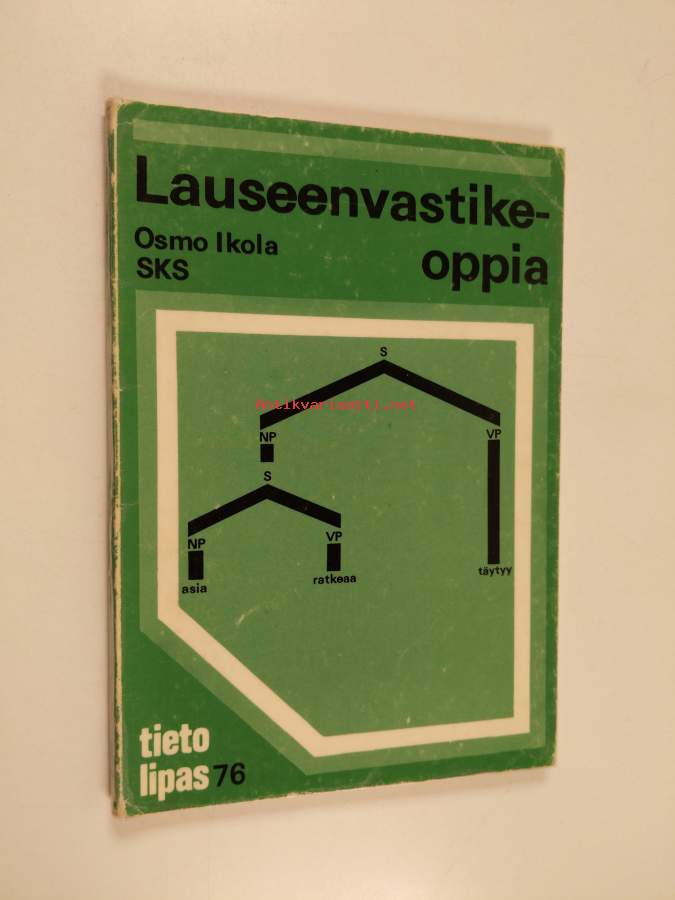 Lauseenvastike-
oppia
Osmo Ikola
SKS
S
Antikvariaatti.net
NP
VP
S
NP
VP
asia
ratkeaa
täytyy
tieto
lipas 76